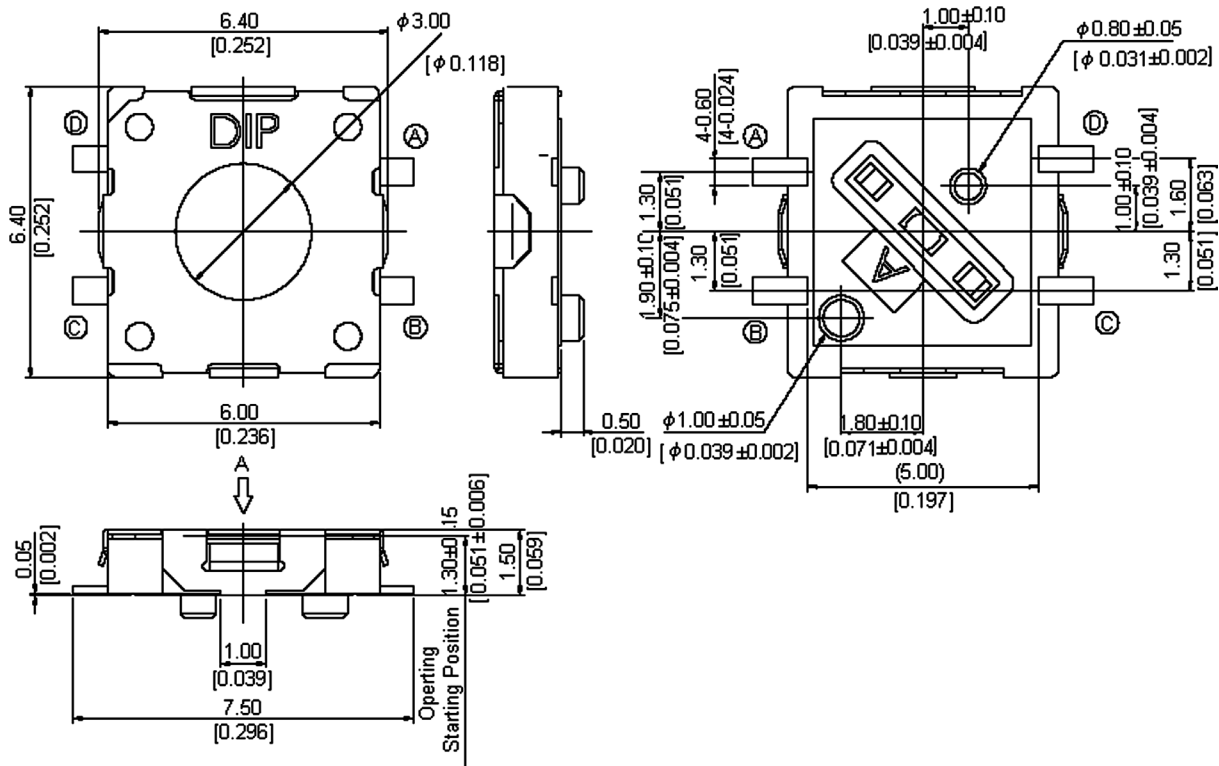 6.40
[0.252]
ϕ3.00
[ϕ0.118]
DIP
D
A
C
B
6.40
[0.252]
6.00
[0.236]
0.50
[0.020]
1.00±0.10
[0.039±0.004]
ϕ0.80±0.05
[ϕ0.031±0.002]
4-0.60
[4-0.024]
A
D
1.30
[0.051]
1.00±0.10
[0.039±0.004]
1.60
[0.063]
1.90±0.10
[0.075±0.004]
1.30
[0.051]
A
1.30
[0.051]
B
C
ϕ1.00±0.05
[ϕ0.039±0.002]
1.80±0.10
[0.071±0.004]
(5.00)
[0.197]
A
0.05
[0.002]
1.30±0.15
[0.051±0.006]
1.50
[0.059]
1.00
[0.039]
7.50
[0.296]
Operting
Starting Position